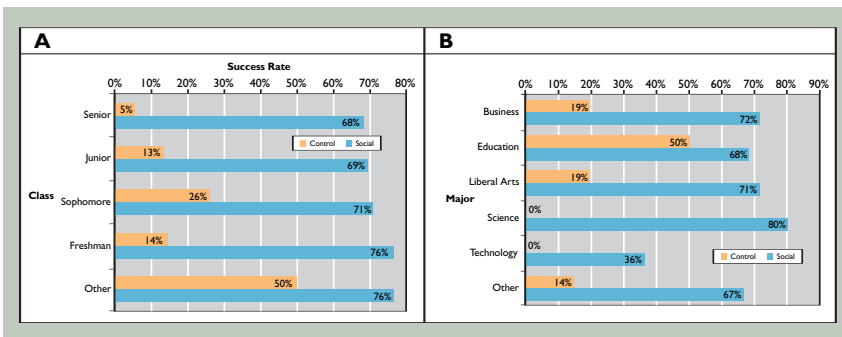 A
B
Success Rate
0% 10% 20% 30% 40% 50% 60% 70% 80%
Class
Senior
5%
68%
Control Social
Junior
13%
69%
Sophomore
26%
71%
Freshman
14%
76%
Other
50%
76%
0% 10% 20% 30% 40% 50% 60% 70% 80% 90%
Major
Business
19%
72%
Education
50%
68%
Liberal Arts
19%
71%
Science
0%
80%
Technology
0%
36%
Control Social
Other
14%
67%